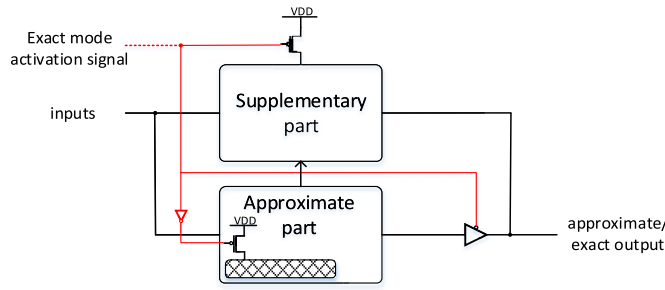 VDD
Exact mode
activation signal
inputs
Supplementary
part
Approximate
part
VDD
approximate/
exact output